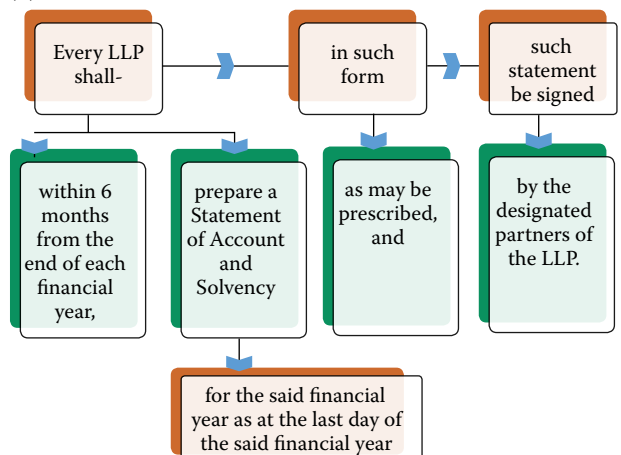 Every LLP
shall-
in such
form
such
statement
be signed
within 6
months
from the
end of each
financial
year,
prepare a
Statement
of Account
and
Solvency
as may be
prescribed,
and
by the
designated
partners of
the LLP.
for the said financial
year as at the last day of
the said financial year